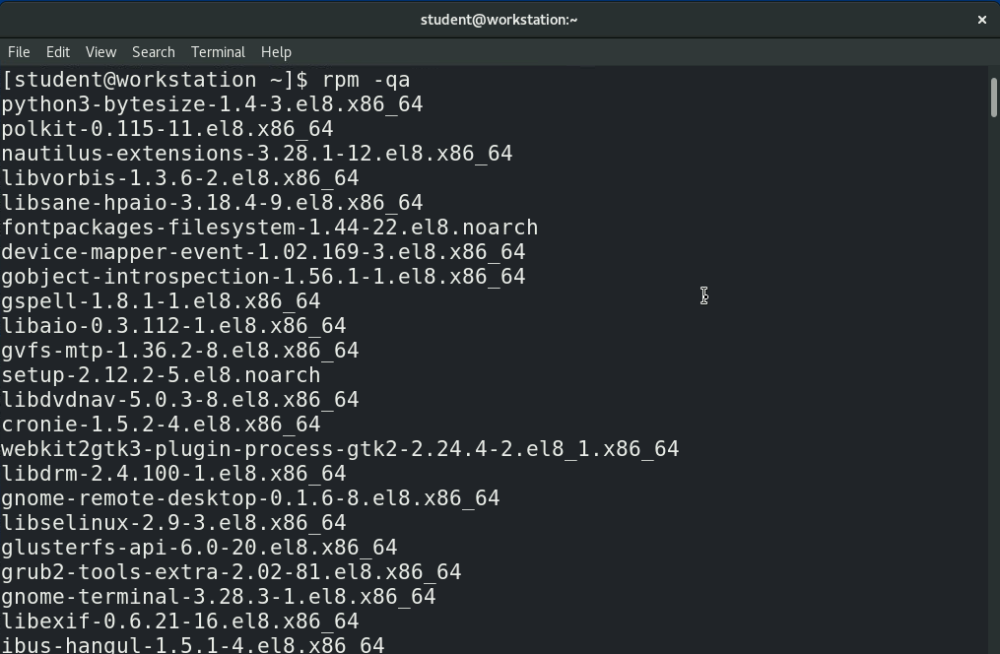 student@workstation:~ ×
File Edit View Search Terminal Help
[student@workstation ~]$ rpm -qa
python3-bytesize-1.4-3.el8.x86_64
polkit-0.115-11.el8.x86_64
nautilus-extensions-3.28.1-12.el8.x86_64
libvorbis-1.3.6-2.el8.x86_64
libsane-hpaio-3.18.4-9.el8.x86_64
fontpackages-filesystem-1.44-22.el8.noarch
device-mapper-event-1.02.169-3.el8.x86_64
gobject-introspection-1.56.1-1.el8.x86_64
gspell-1.8.1-1.el8.x86_64
libaio-0.3.112-1.el8.x86_64
gvfs-mtp-1.36.2-8.el8.x86_64
setup-2.12.2-5.el8.noarch
libdvdnav-5.0.3-8.el8.x86_64
cronie-1.5.2-4.el8.x86_64
webkit2gtk3-plugin-process-gtk2-2.24.4-2.el8_1.x86_64
libdrm-2.4.100-1.el8.x86_64
gnome-remote-desktop-0.1.6-8.el8.x86_64
libselinux-2.9-3.el8.x86_64
glusterfs-api-6.0-20.el8.x86_64
grub2-tools-extra-2.02-81.el8.x86_64
gnome-terminal-3.28.3-1.el8.x86_64
libexif-0.6.21-16.el8.x86_64
ibus-hangul-1.5.1-4.el8.x86_64